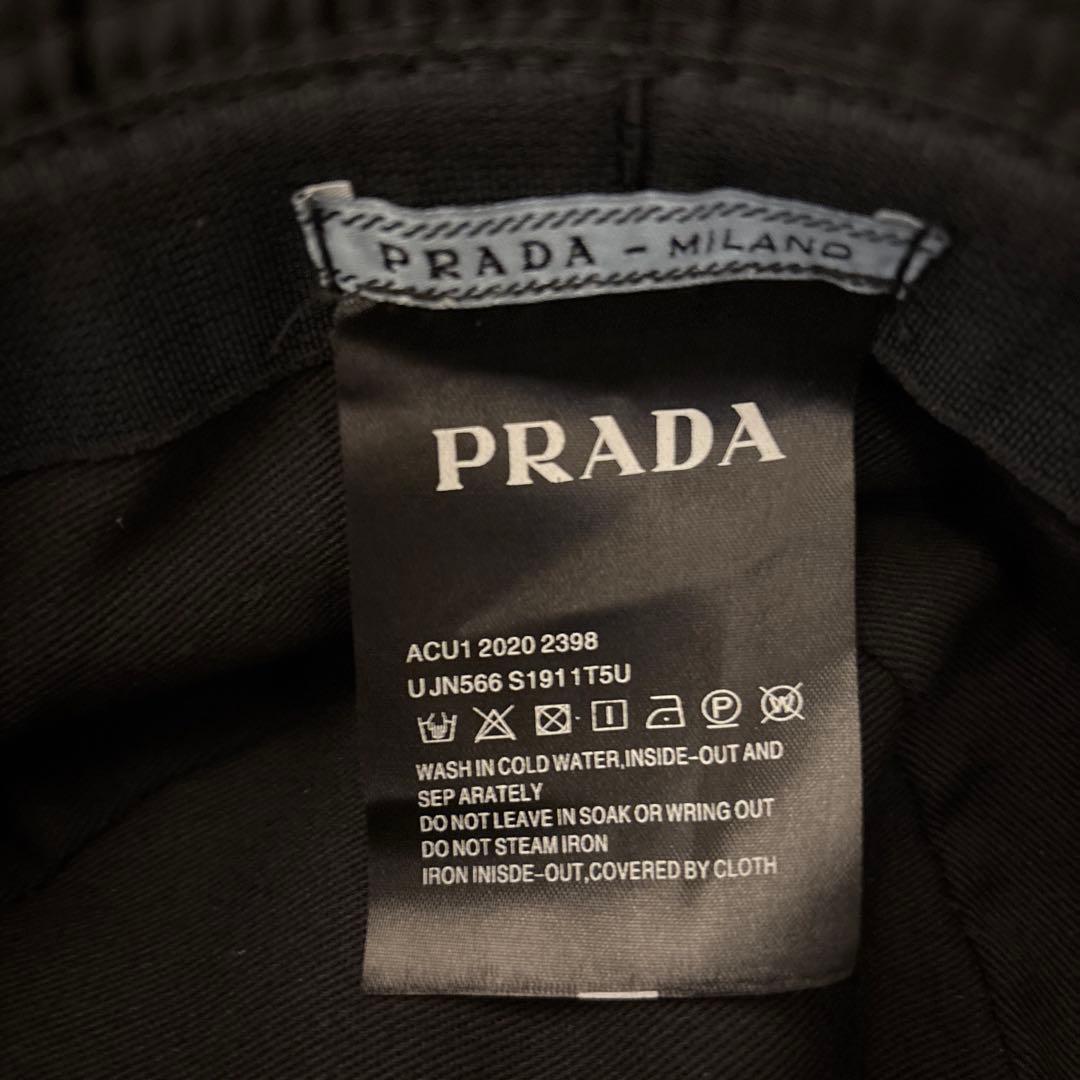 PRADA - MILANO
PRADA
ACU1 2020 2398
UJN566 S1911T5U
P W
WASH IN COLD WATER,INSIDE-OUT AND
SEP ARATELY
DO NOT LEAVE IN SOAK OR WRING OUT
DO NOT STEAM IRON
IRON INISDE-OUT,COVERED BY CLOTH